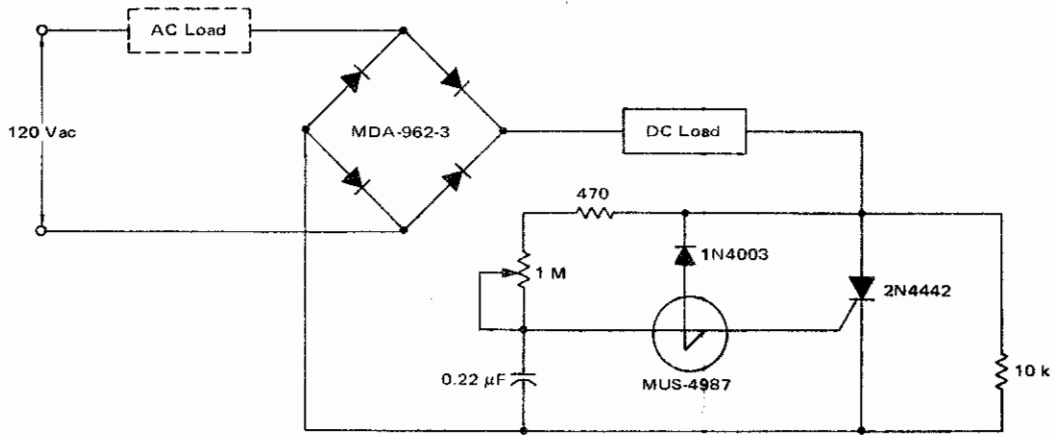 AC Load
120 Vac
MDA-962-3
DC Load
470
1N4003
1 M
2N4442
0.22 μF
MUS-4987
10 k